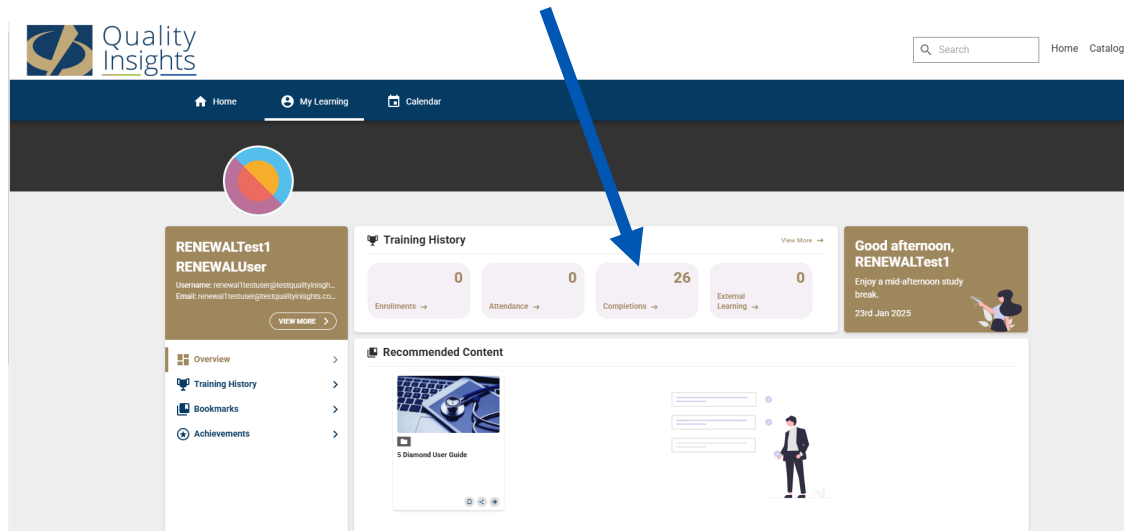 Quality
Insights
Search
Home Catalog
Home My Learning Calendar
RENEWALTest1
RENEWALUser
Username: renewal1testuser@testqualityinisgh...
Email: renewal1testuser@testqualityinisghts.co...
VIEW MORE
Overview
Training History
Bookmarks
Achievements
Training History
View More
0
Enrollments
0
Attendance
26
Completions
0
External
Learning
Good afternoon,
RENEWALTest1
Enjoy a mid-afternoon study
break.
23rd Jan 2025
Recommended Content
5 Diamond User Guide